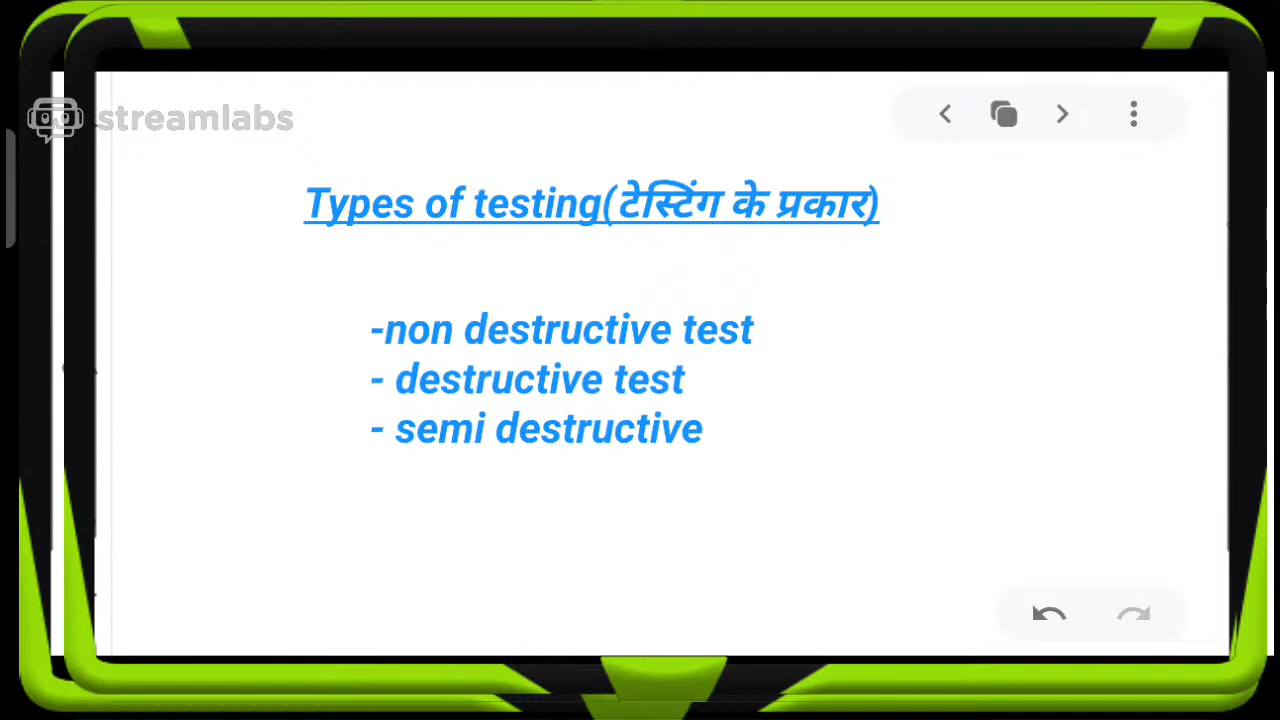 streamlabs
Types of testing(टेस्टिंग के प्रकार)
-non destructive test
- destructive test
- semi destructive